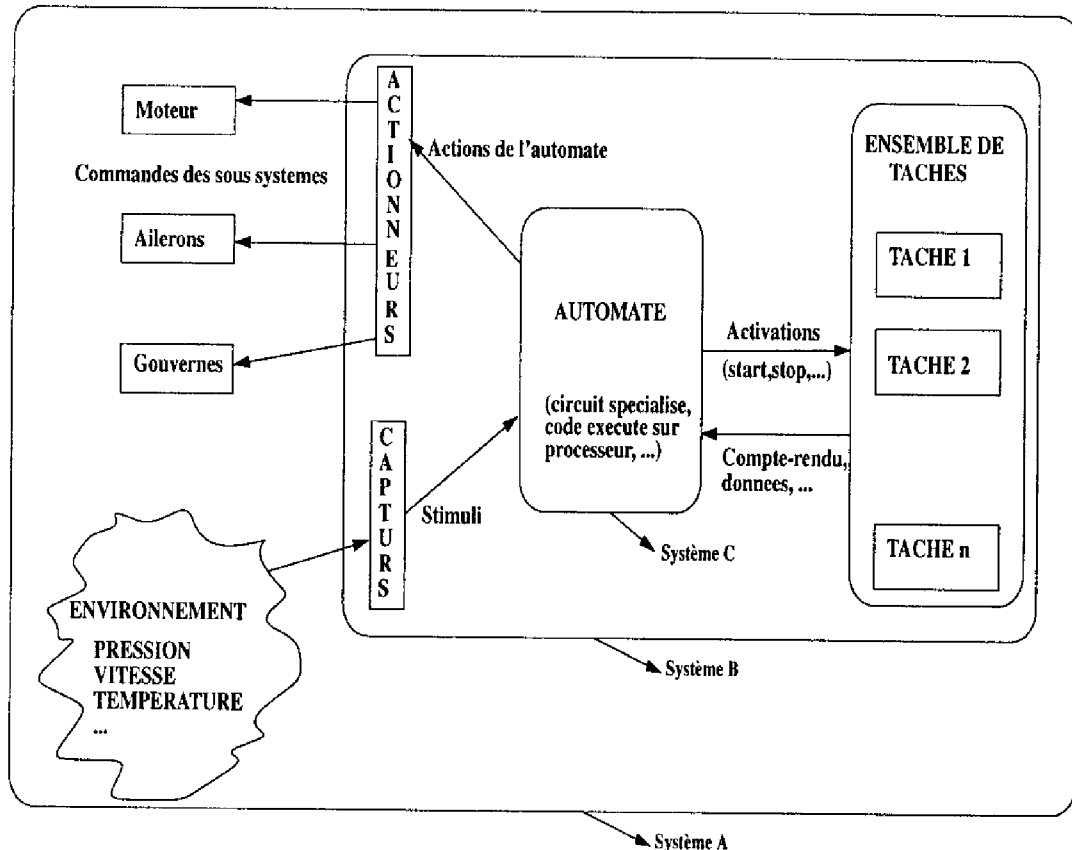 Moteur
Commandes des sous systemes
Ailerons
Gouvernes
ACTIONNEURS
Actions de l'automate
CAPTURS
Stimuli
ENVIRONNEMENT
PRESSION
VITESSE
TEMPERATURE
...
AUTOMATE
(circuit specialise,
code execute sur
processeur, ...)
Activations
(start,stop,...)
Compte-rendu,
donnees, ...
ENSEMBLE DE
TACHES
TACHE 1
TACHE 2
TACHE n
Système C
Système B
Système A